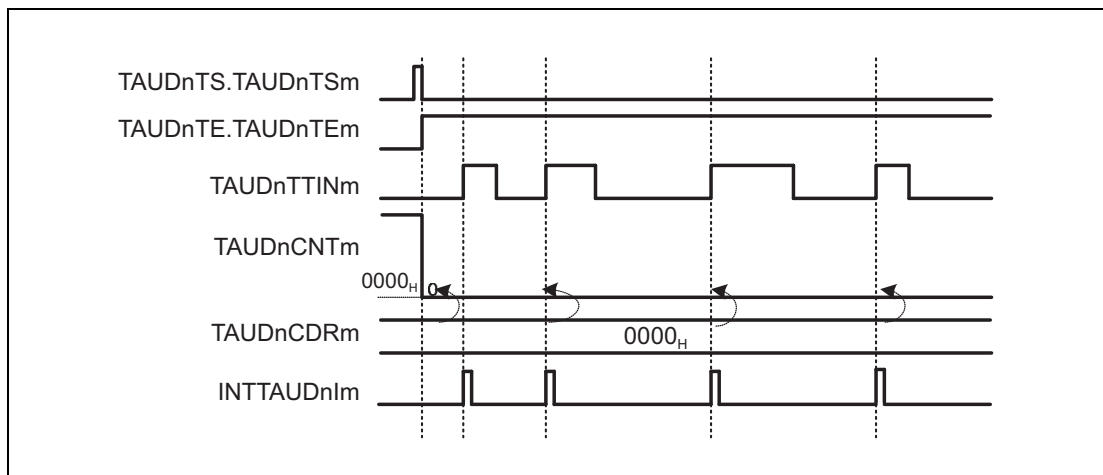 TAUDnTS.TAUDnTSm
TAUDnTE.TAUDnTEm
TAUDnTTINm
TAUDnCNTm
0000H
0
TAUDnCDRm
0000H
INTTAUDnIm